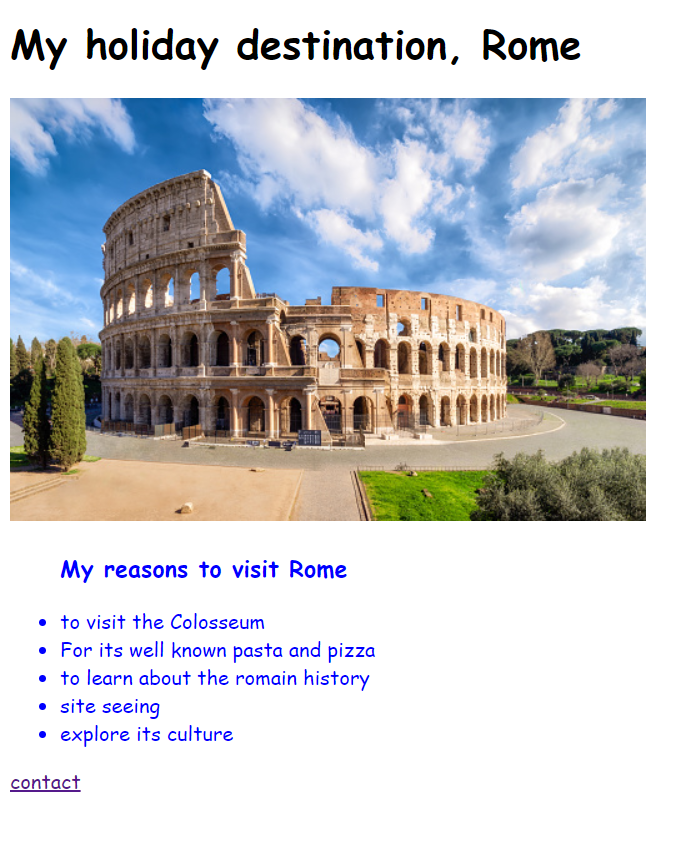 My holiday destination, Rome
My reasons to visit Rome
to visit the Colosseum
For its well known pasta and pizza
to learn about the romain history
site seeing
explore its culture
contact